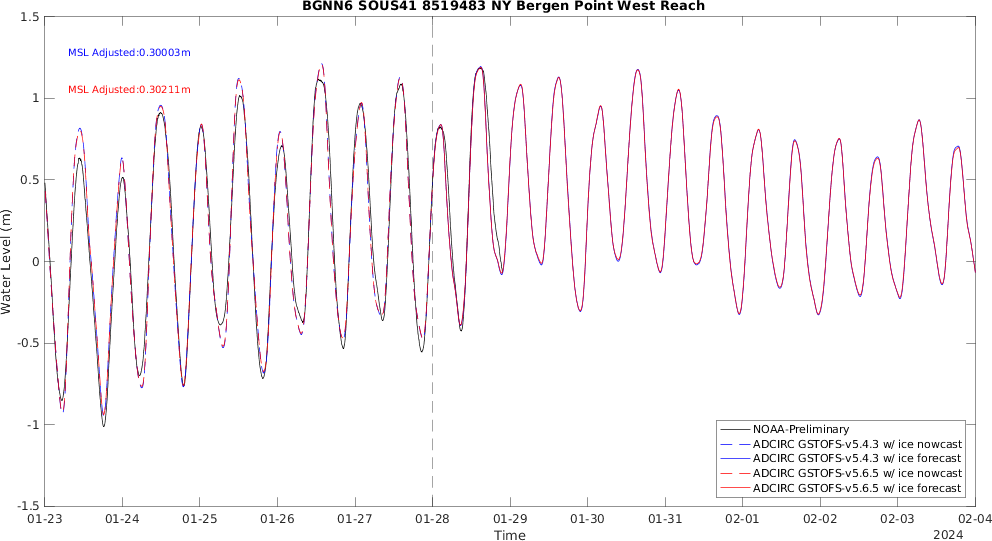 BGNN6 SOUS41 8519483 NY Bergen Point West Reach
1.5
MSL Adjusted:0.30003m
MSL Adjusted:0.30211m
1
0.5
0
-0.5
-1
-1.5
Water Level (m)
NOAA-Preliminary
ADCIRC GSTOFS-v5.4.3 w/ ice nowcast
ADCIRC GSTOFS-v5.4.3 w/ ice forecast
ADCIRC GSTOFS-v5.6.5 w/ ice nowcast
ADCIRC GSTOFS-v5.6.5 w/ ice forecast
01-23 01-24 01-25 01-26 01-27 01-28 01-29 01-30 01-31 02-01 02-02 02-03 02-04
Time
2024